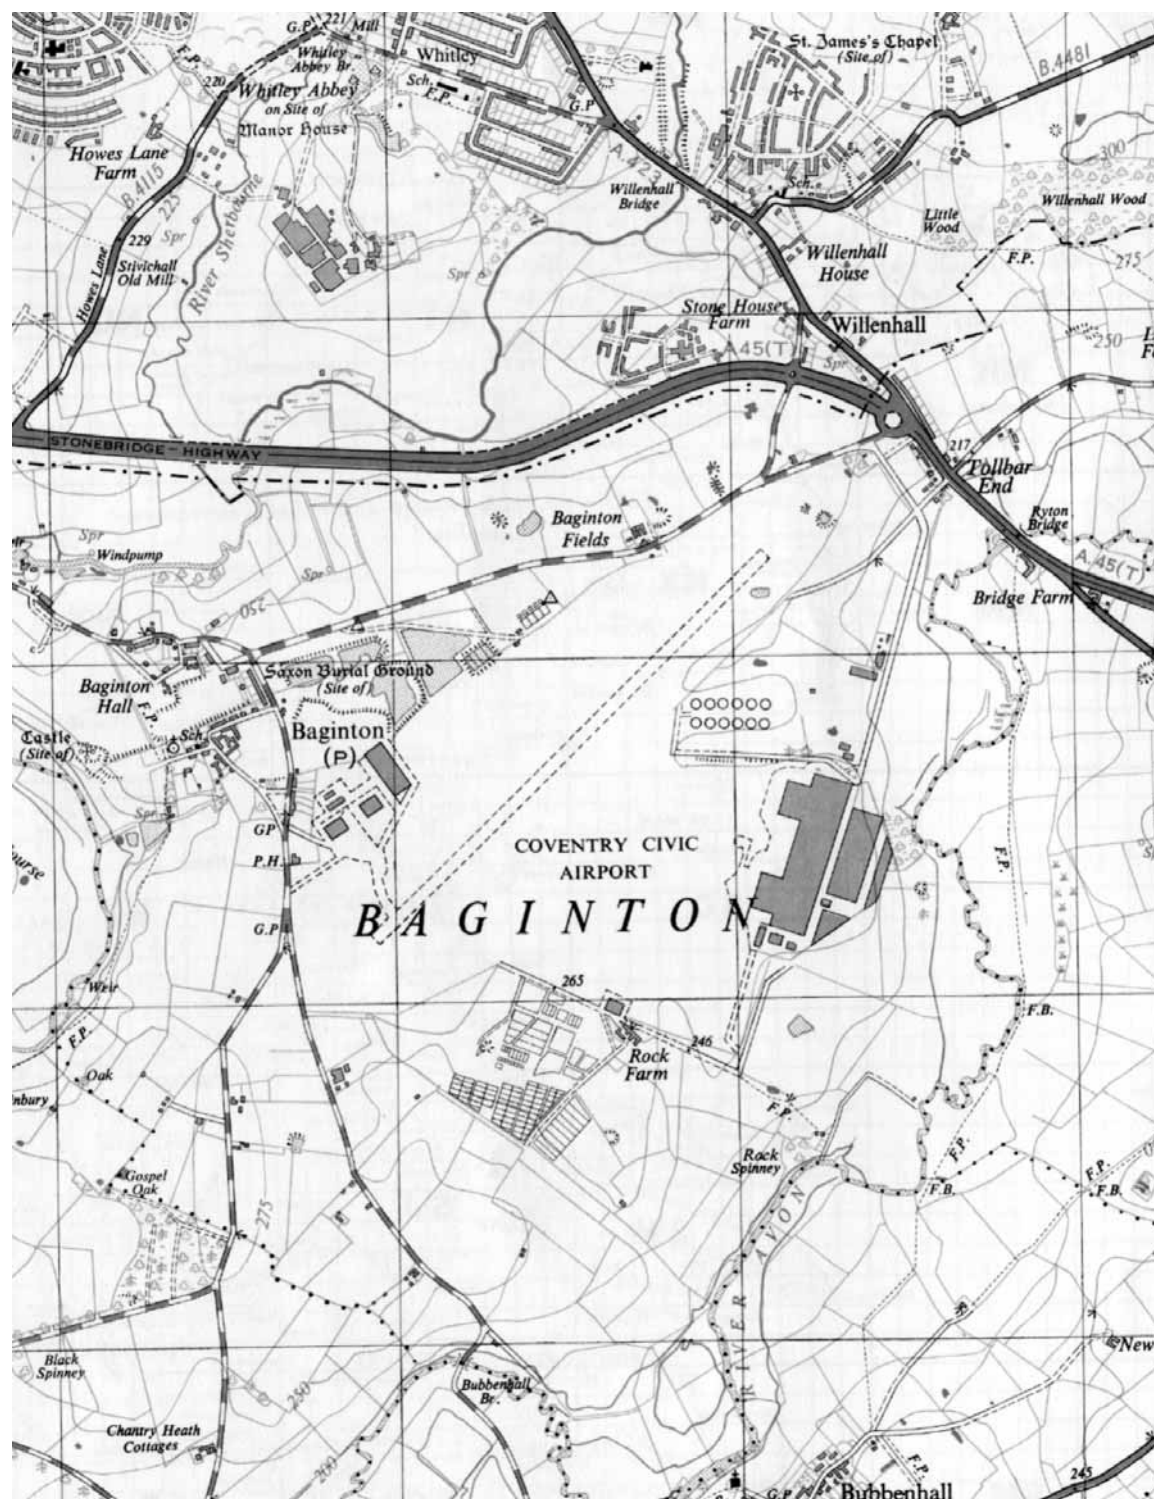 G.P
221
Mill
Whitley
Abbey Br.
Whitley
F.P.
220
Whitley Abbey
on Site of
Manor House
Sch.
F.P.
G.P
St. James's Chapel
(Site of)
B.4481
Howes Lane
Farm
B.4115
225
229
Spr
Stivichall
Old Mill
Howes Lane
River Sherbourne
A.423
Willenhall
Bridge
Sch.
Little
Wood
300
Willenhall Wood
Spr
Willenhall
House
F.P.
275
Stone House
Farm
Willenhall
A45(T)
Spr
250
STONEBRIDGE HIGHWAY
217
Tollbar
End
Ryton
Bridge
Baginton
Fields
Spr
Windpump
Spr
A.45(T)
Bridge Farm
250
Saxon Burial Ground
(Site of)
Baginton
Hall
F.P.
Castle
(Site of)
Sch.
Baginton
(P)
Spr
GP
P.H.
COVENTRY CIVIC
AIRPORT
BAGINTON
F.P.
G.P
Weir
265
F.B.
F.P.
246
Rock
Farm
Oak
F.P.
F.P.
Rock
Spinney
Gospel
Oak
275
F.B.
F.P.
F.B.
RIVER AVON
New
Black
Spinney
250
Bubbenhall
Br.
Chantry Heath
Cottages
200
F.P.
245
G.P
Bubbenhall